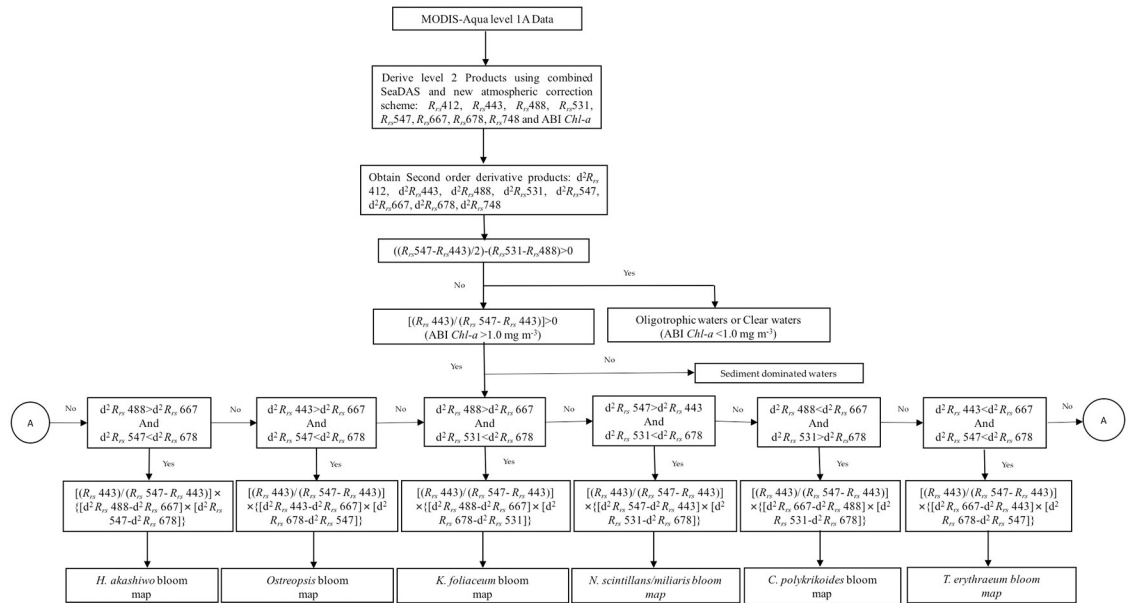 MODIS-Aqua level 1A Data
Derive level 2 Products using combined
SeaDAS and new atmospheric correction
scheme: Rrs412, Rrs443, Rrs488, Rrs531,
Rrs547, Rrs667, Rrs678, Rrs748 and ABI Chl-a
Obtain Second order derivative products: d²Rrs
412, d²Rrs443, d²Rrs488, d²Rrs531, d²Rrs547,
d²Rrs667, d²Rrs678, d²Rrs748
((Rrs547-Rrs443)/2)-(Rrs531-Rrs488)>0
Yes
No
[(Rrs 443)/(Rrs 547- Rrs 443)]>0
(ABI Chl-a >1.0 mg m⁻³)
Oligotrophic waters or Clear waters
(ABI Chl-a <1.0 mg m⁻³)
Yes
No
Sediment dominated waters
A
No
d²Rrs 488>d²Rrs 667
And
d²Rrs 547<d²Rrs 678
No
d²Rrs 443>d²Rrs 667
And
d²Rrs 547<d²Rrs 678
No
d²Rrs 488>d²Rrs 667
And
d²Rrs 531<d²Rrs 678
No
d²Rrs 547>d²Rrs 443
And
d²Rrs 531<d²Rrs 678
No
d²Rrs 488<d²Rrs 667
And
d²Rrs 531>d²Rrs678
No
d²Rrs 443<d²Rrs 667
And
d²Rrs 547<d²Rrs 678
No
A
Yes
Yes
Yes
Yes
Yes
Yes
[(Rrs 443)/(Rrs 547- Rrs 443)] ×
{[d²Rrs 488-d²Rrs 667]× [d²Rrs
547-d²Rrs 678]}
[(Rrs 443)/(Rrs 547- Rrs 443)]
×{[d²Rrs 443-d²Rrs 667]× [d²
Rrs 678-d²Rrs 547]}
[(Rrs 443)/(Rrs 547- Rrs 443)]
×{[d²Rrs 488-d²Rrs 667]× [d²
Rrs 678-d²Rrs 531]}
[(Rrs 443)/(Rrs 547- Rrs 443)]
×{[d²Rrs 547-d²Rrs 443]× [d²
Rrs 531-d²Rrs 678]}
[(Rrs 443)/(Rrs 547- Rrs 443)]
×{[d²Rrs 667-d²Rrs 488]× [d²
Rrs 531-d²Rrs 678]}
[(Rrs 443)/(Rrs 547- Rrs 443)]
×{[d²Rrs 667-d²Rrs 443]× [d²
Rrs 678-d²Rrs 547]}
H. akashiwo bloom
map
Ostreopsis bloom
map
K. foliaceum bloom
map
N. scintillans/miliaris bloom
map
C. polykrikoides bloom
map
T. erythraeum bloom
map